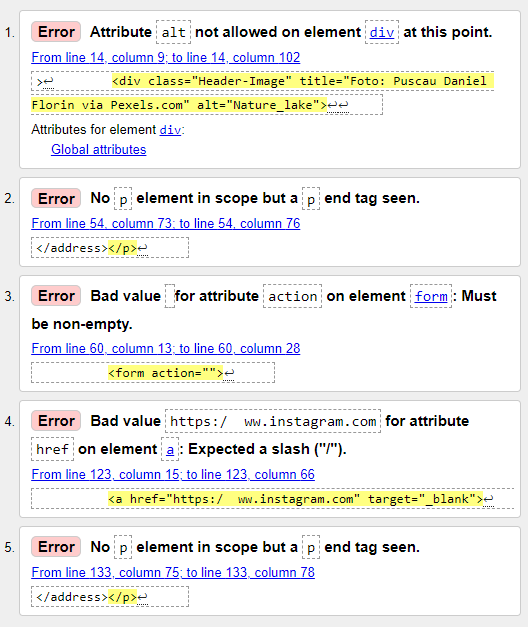 1. Error Attribute alt not allowed on element div at this point.
From line 14, column 9; to line 14, column 102
>↩ <div class="Header-Image" title="Foto: Puscau Daniel
Florin via Pexels.com" alt="Nature_lake">↩↩
Attributes for element div:
Global attributes
2. Error No p element in scope but a p end tag seen.
From line 54, column 73; to line 54, column 76
</address></p>↩
3. Error Bad value for attribute action on element form: Must
be non-empty.
From line 60, column 13; to line 60, column 28
<form action="">↩
4. Error Bad value https:/ ww.instagram.com for attribute
href on element a: Expected a slash ("/").
From line 123, column 15; to line 123, column 66
<a href="https:/ ww.instagram.com" target="_blank">↩
5. Error No p element in scope but a p end tag seen.
From line 133, column 75; to line 133, column 78
</address></p>↩